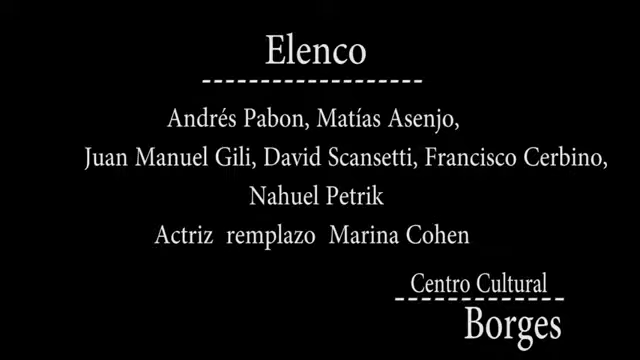 Elenco
Andrés Pabon, Matías Asenjo,
Juan Manuel Gili, David Scansetti, Francisco Cerbino,
Nahuel Petrik
Actriz remplazo Marina Cohen
Centro Cultural
Borges